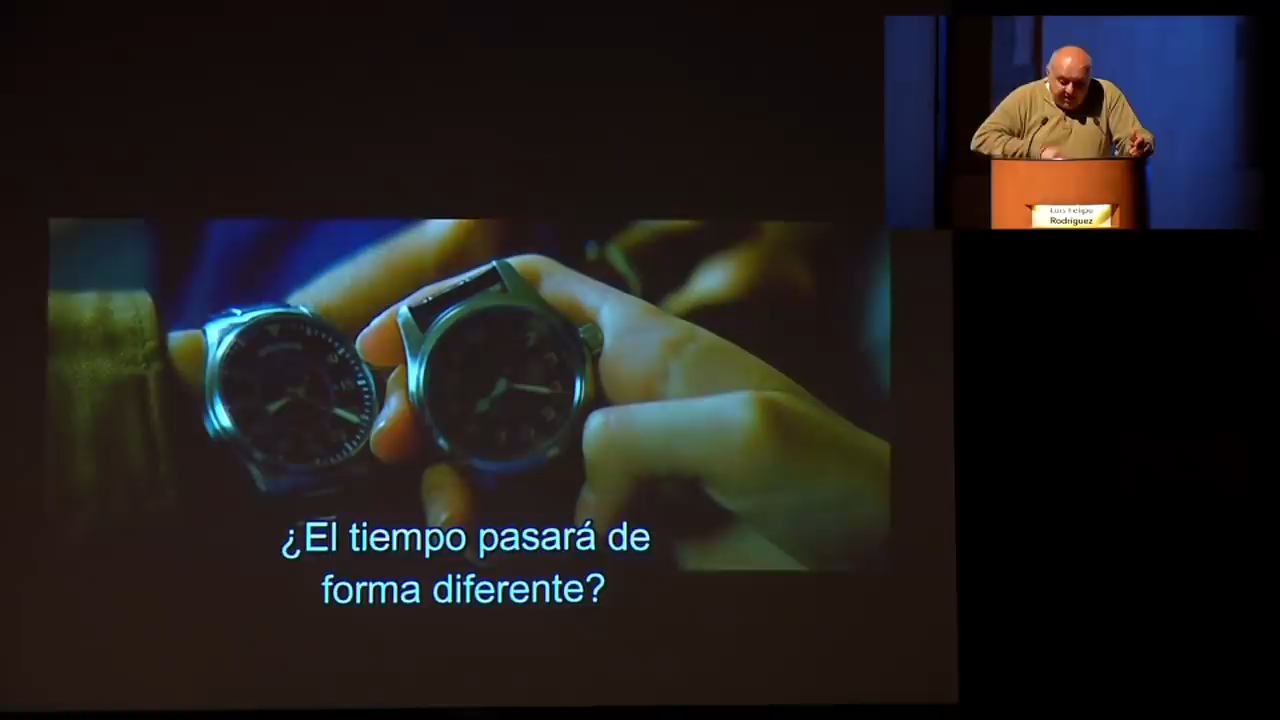 ¿El tiempo pasará de
forma diferente?
Luis Felipe
Rodríguez